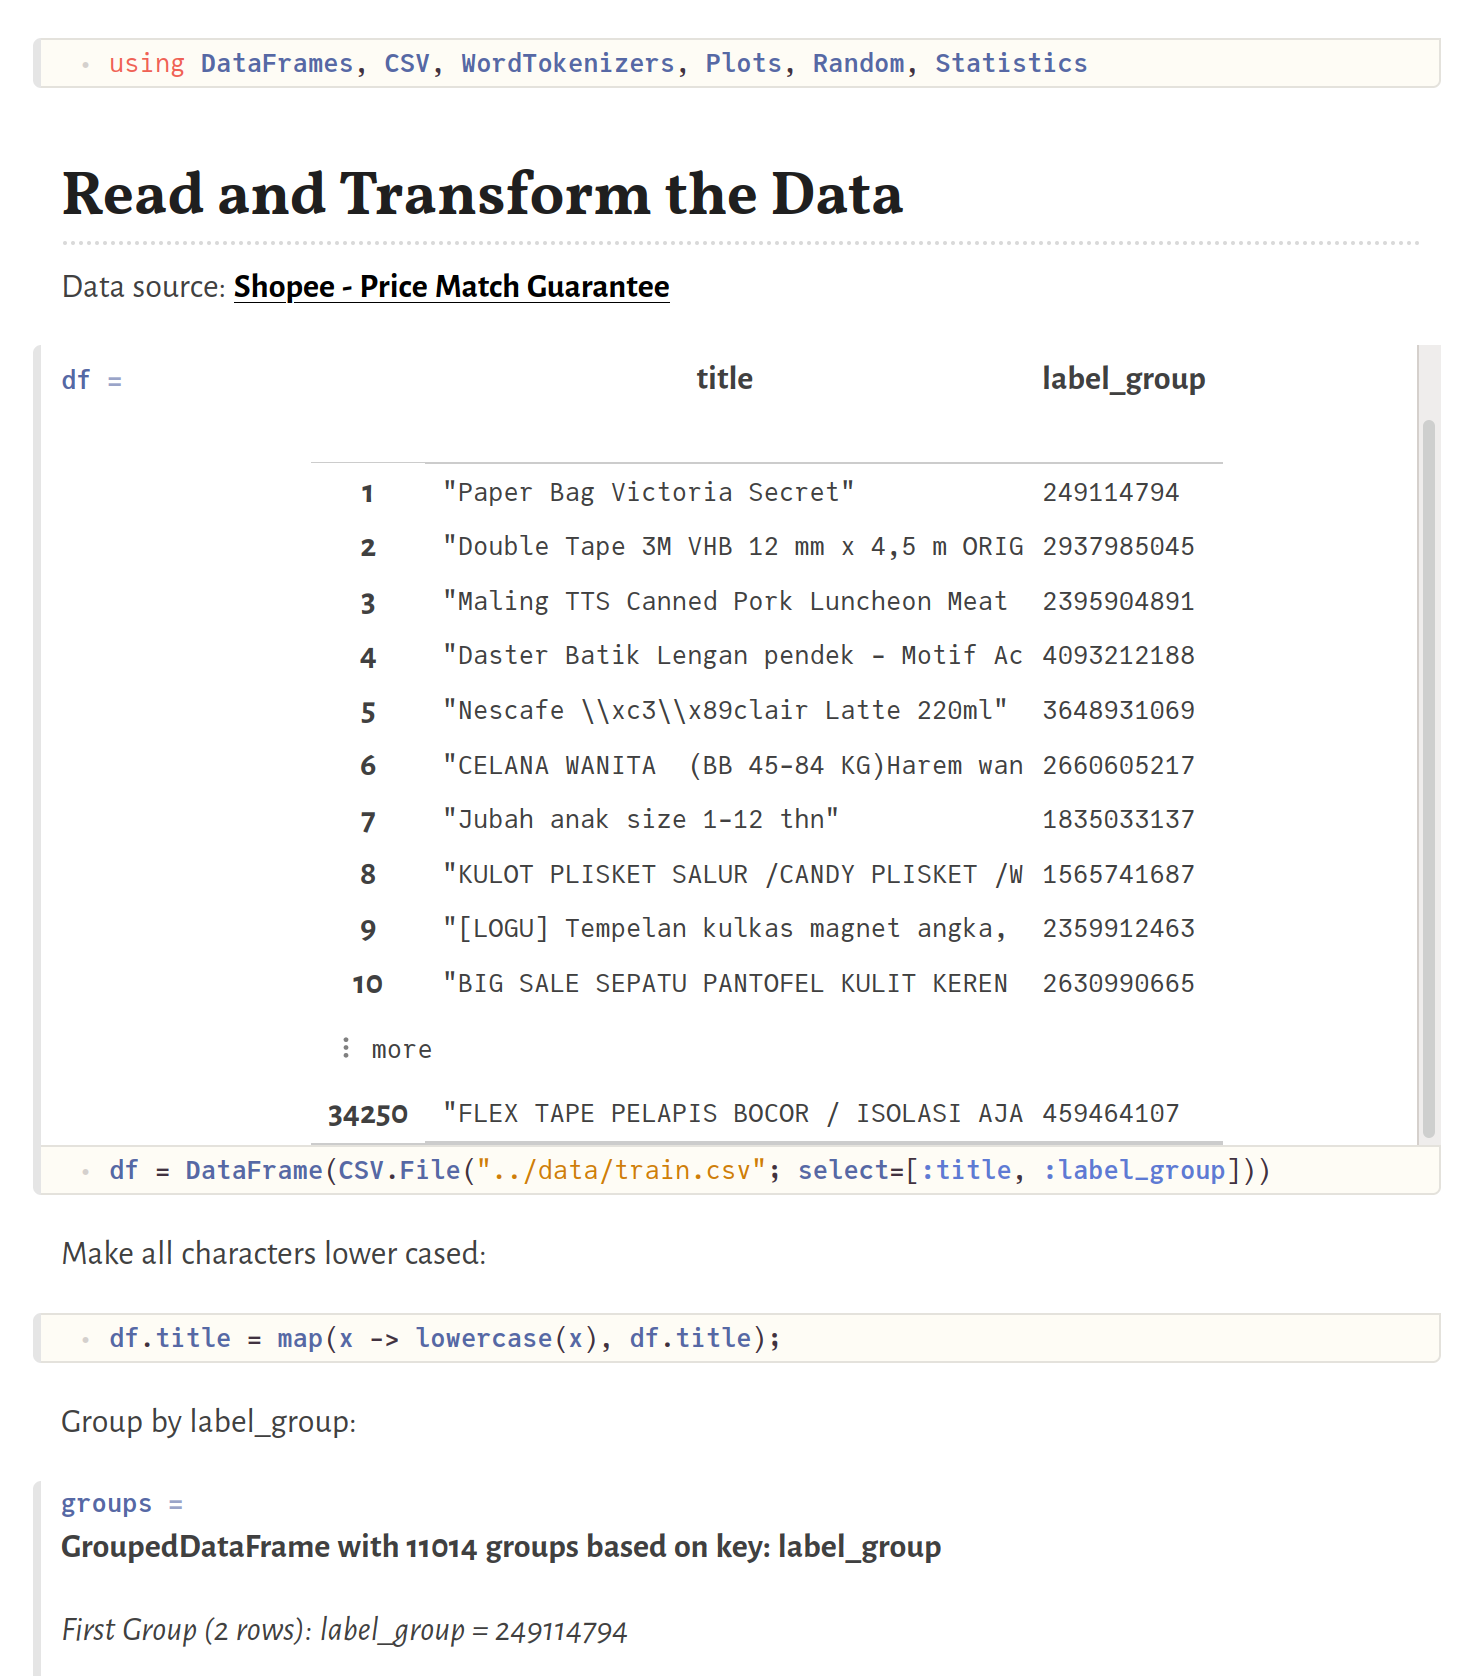 using DataFrames, CSV, WordTokenizers, Plots, Random, Statistics
Read and Transform the Data
Data source: Shopee - Price Match Guarantee
df =
title label_group
1 "Paper Bag Victoria Secret" 249114794
2 "Double Tape 3M VHB 12 mm x 4,5 m ORIG 2937985045
3 "Maling TTS Canned Pork Luncheon Meat 2395904891
4 "Daster Batik Lengan pendek - Motif Ac 4093212188
5 "Nescafe \\xc3\\x89clair Latte 220ml" 3648931069
6 "CELANA WANITA  (BB 45-84 KG)Harem wan 2660605217
7 "Jubah anak size 1-12 thn" 1835033137
8 "KULOT PLISKET SALUR /CANDY PLISKET /W 1565741687
9 "[LOGU] Tempelan kulkas magnet angka, 2359912463
10 "BIG SALE SEPATU PANTOFEL KULIT KEREN 2630990665
⋮ more
34250 "FLEX TAPE PELAPIS BOCOR / ISOLASI AJA 459464107
df = DataFrame(CSV.File("../data/train.csv"; select=[:title, :label_group]))
Make all characters lower cased:
df.title = map(x -> lowercase(x), df.title);
Group by label_group:
groups =
GroupedDataFrame with 11014 groups based on key: label_group
First Group (2 rows): label_group = 249114794